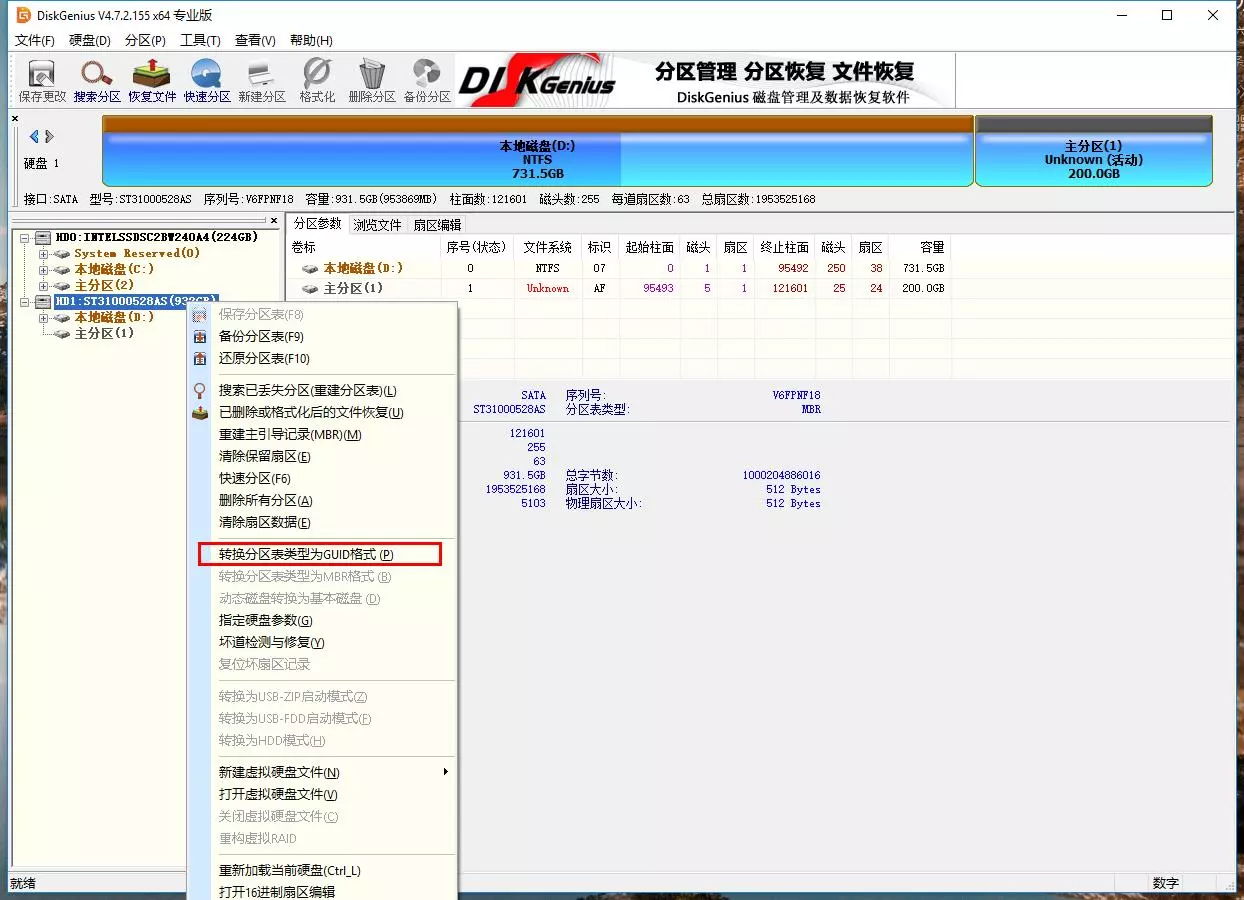 DiskGenius V4.7.2.155 x64 专业版
文件(F) 硬盘(D) 分区(P) 工具(T) 查看(V) 帮助(H)
保存更改 搜索分区 恢复文件 快速分区 新建分区 格式化 删除分区 备份分区
DISKGenius
分区管理 分区恢复 文件恢复
DiskGenius 磁盘管理及数据恢复软件
硬盘 1
本地磁盘(D:)
NTFS
731.5GB
主分区(1)
Unknown (活动)
200.0GB
接口:SATA 型号:ST31000528AS 序列号:V6FPNF18 容量:931.5GB(953869MB) 柱面数:121601 磁头数:255 每道扇区数:63 总扇区数:1953525168
HD0:INTELSSDSC2BW240A4(224GB)
System Reserved(0)
本地磁盘(C:)
主分区(2)
HD1:ST31000528AS(932GB)
本地磁盘(D:)
主分区(1)
分区参数 浏览文件 扇区编辑
卷标 序号(状态) 文件系统 标识 起始柱面 磁头 扇区 终止柱面 磁头 扇区 容量
本地磁盘(D:) 0 NTFS 07 0 1 1 95492 250 38 731.5GB
主分区(1) 1 Unknown AF 95493 5 1 121601 25 24 200.0GB
SATA 序列号: V6FPNF18
ST31000528AS 分区表类型: MBR
121601
255
63
931.5GB 总字节数: 1000204886016
1953525168 扇区大小: 512 Bytes
5103 物理扇区大小: 512 Bytes
保存分区表(F8)
备份分区表(F9)
还原分区表(F10)
搜索已丢失分区(重建分区表)(L)
已删除或格式化后的文件恢复(U)
重建主引导记录(MBR)(M)
清除保留扇区(E)
快速分区(F6)
删除所有分区(A)
清除扇区数据(E)
转换分区表类型为GUID格式 (P)
转换分区表类型为MBR格式 (B)
动态磁盘转换为基本磁盘 (D)
指定硬盘参数(G)
坏道检测与修复(Y)
复位坏扇区记录
转换为USB-ZIP启动模式(Z)
转换为USB-FDD启动模式(F)
转换为HDD模式(H)
新建虚拟硬盘文件(N)
打开虚拟硬盘文件(V)
关闭虚拟硬盘文件(C)
重构虚拟RAID
重新加载当前硬盘(Ctrl_L)
打开16进制扇区编辑
就绪 数字